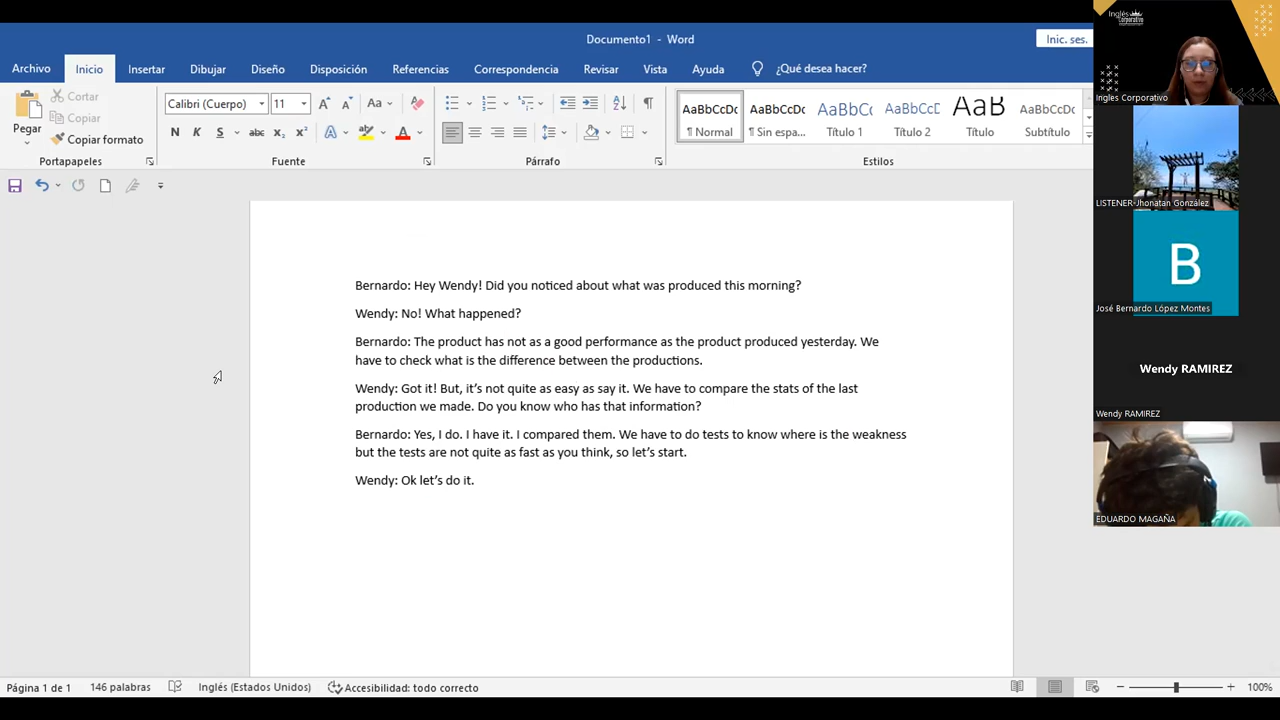 Documento1 - Word
Inic. ses.
Archivo Inicio Insertar Dibujar Diseño Disposición Referencias Correspondencia Revisar Vista Ayuda ¿Qué desea hacer?
Pegar
Cortar
Copiar
Copiar formato
Portapapeles
Calibri (Cuerpo) 11
Aa
N K S abc x₂ x²
Fuente
Párrafo
AaBbCcDc
¶ Normal
AaBbCcDc
¶ Sin espa...
AaBbCc
Título 1
AaBbCcC
Título 2
AaB
Título
AaBbCcD
Subtítulo
Estilos
Bernardo: Hey Wendy! Did you noticed about what was produced this morning?
Wendy: No! What happened?
Bernardo: The product has not as a good performance as the product produced yesterday. We
have to check what is the difference between the productions.
Wendy: Got it! But, it’s not quite as easy as say it. We have to compare the stats of the last
production we made. Do you know who has that information?
Bernardo: Yes, I do. I have it. I compared them. We have to do tests to know where is the weakness
but the tests are not quite as fast as you think, so let’s start.
Wendy: Ok let’s do it.
Página 1 de 1 146 palabras Inglés (Estados Unidos) Accesibilidad: todo correcto 100%
Inglés
Corporativo
Ingles Corporativo
LISTENER-Jhonatan González
B
José Bernardo López Montes
Wendy RAMIREZ
Wendy RAMIREZ
EDUARDO MAGAÑA